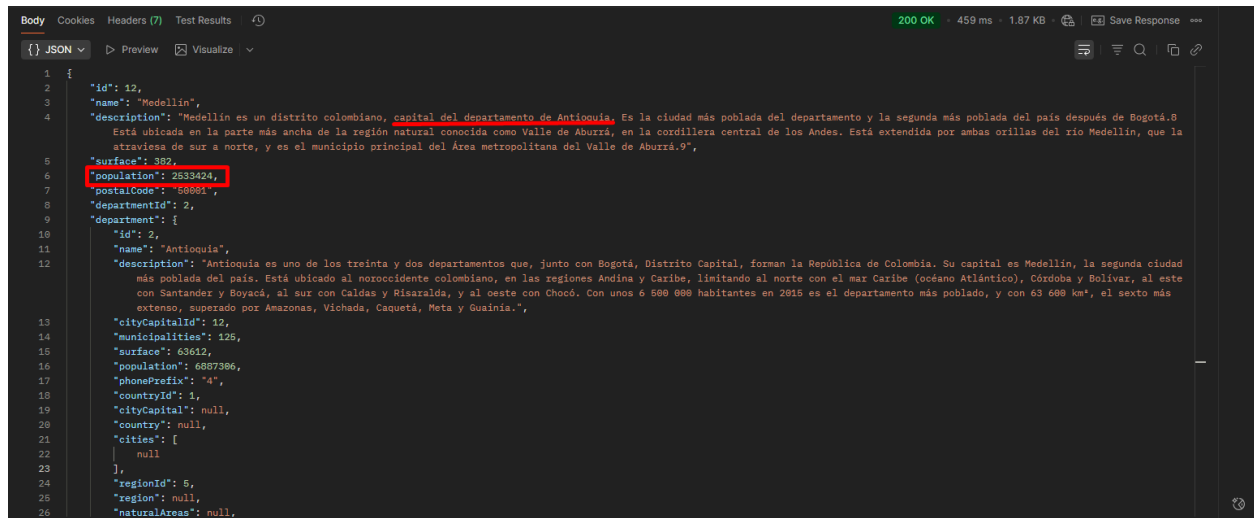 Body Cookies Headers (7) Test Results 200 OK 459 ms 1.87 KB Save Response
{} JSON Preview Visualize
1 {
2 "id": 12,
3 "name": "Medellín",
4 "description": "Medellín es un distrito colombiano, capital del departamento de Antioquia. Es la ciudad más poblada del departamento y la segunda más poblada del país después de Bogotá.8
Está ubicada en la parte más ancha de la región natural conocida como Valle de Aburrá, en la cordillera central de los Andes. Está extendida por ambas orillas del río Medellín, que la
atraviesa de sur a norte, y es el municipio principal del Área metropolitana del Valle de Aburrá.9",
5 "surface": 382,
6 "population": 2533424,
7 "postalCode": "50001",
8 "departmentId": 2,
9 "department": {
10 "id": 2,
11 "name": "Antioquia",
12 "description": "Antioquia es uno de los treinta y dos departamentos que, junto con Bogotá, Distrito Capital, forman la República de Colombia. Su capital es Medellín, la segunda ciudad
más poblada del país. Está ubicado al noroccidente colombiano, en las regiones Andina y Caribe, limitando al norte con el mar Caribe (océano Atlántico), Córdoba y Bolívar, al este
con Santander y Boyacá, al sur con Caldas y Risaralda, y al oeste con Chocó. Con unos 6 500 000 habitantes en 2015 es el departamento más poblado, y con 63 600 km², el sexto más
extenso, superado por Amazonas, Vichada, Caquetá, Meta y Guainía.",
13 "cityCapitalId": 12,
14 "municipalities": 125,
15 "surface": 63612,
16 "population": 6887306,
17 "phonePrefix": "4",
18 "countryId": 1,
19 "cityCapital": null,
20 "country": null,
21 "cities": [
22 null
23 ],
24 "regionId": 5,
25 "region": null,
26 "naturalAreas": null,